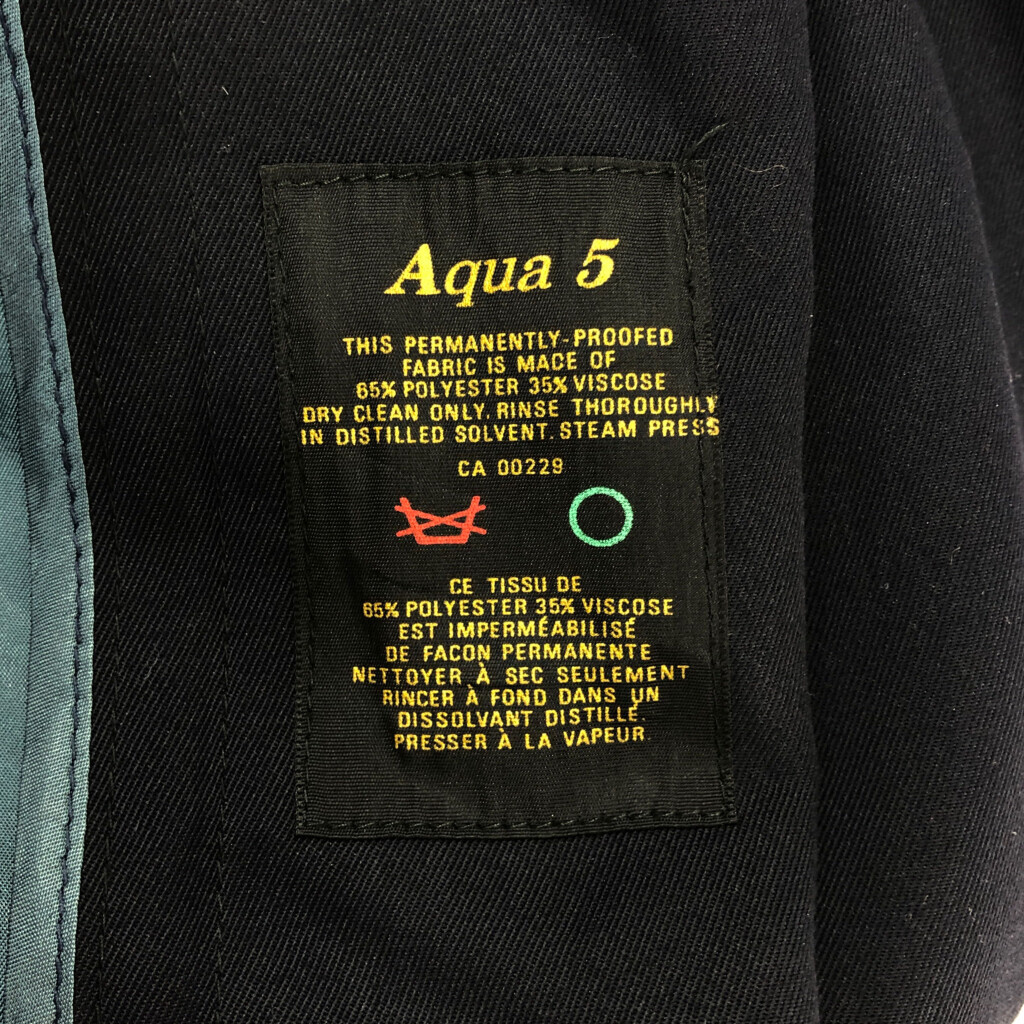 Aqua 5
THIS PERMANENTLY-PROOFED
FABRIC IS MADE OF
65% POLYESTER 35% VISCOSE
DRY CLEAN ONLY. RINSE THOROUGHLY
IN DISTILLED SOLVENT. STEAM PRESS
CA 00229
CE TISSU DE
65% POLYESTER 35% VISCOSE
EST IMPERMÉABILISÉ
DE FACON PERMANENTE
NETTOYER À SEC SEULEMENT
RINCER À FOND DANS UN
DISSOLVANT DISTILLÉ.
PRESSER À LA VAPEUR.